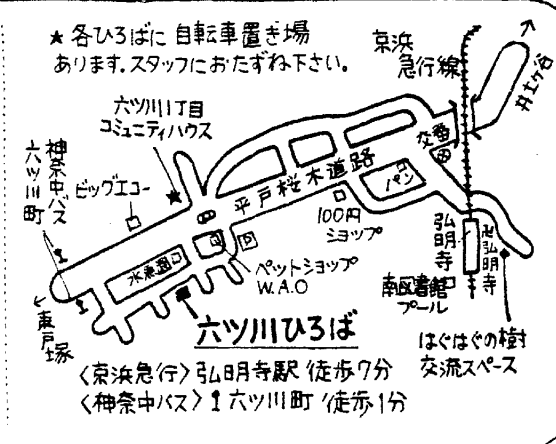 ★各ひろばに自転車置き場
あります。スタッフにおたずね下さい。
京浜
急行線
井土ヶ谷
六ツ川1丁目
コミュニティハウス
神奈中バス
六ツ川町
ビッグエコー
交番
平戸桜木道路
パン
100円
ショップ
弘明寺
卍弘明寺
水道道
P
ペットショップ
W.A.O
南図書館
プール
東戸塚
六ツ川ひろば
はぐはぐの樹
交流スペース
〈京浜急行〉弘明寺駅 徒歩7分
〈神奈中バス〉六ツ川町 徒歩1分